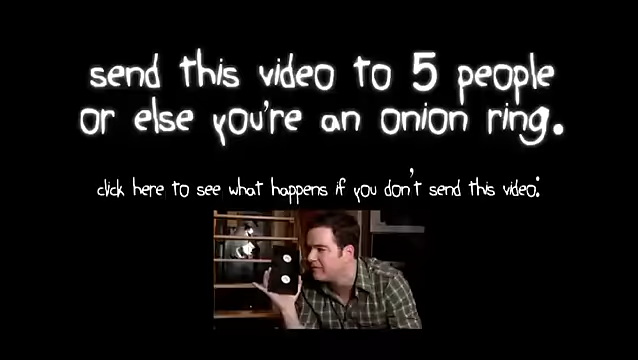 send this video to 5 people
or else you're an onion ring.
click here to see what happens if you don't send this video: